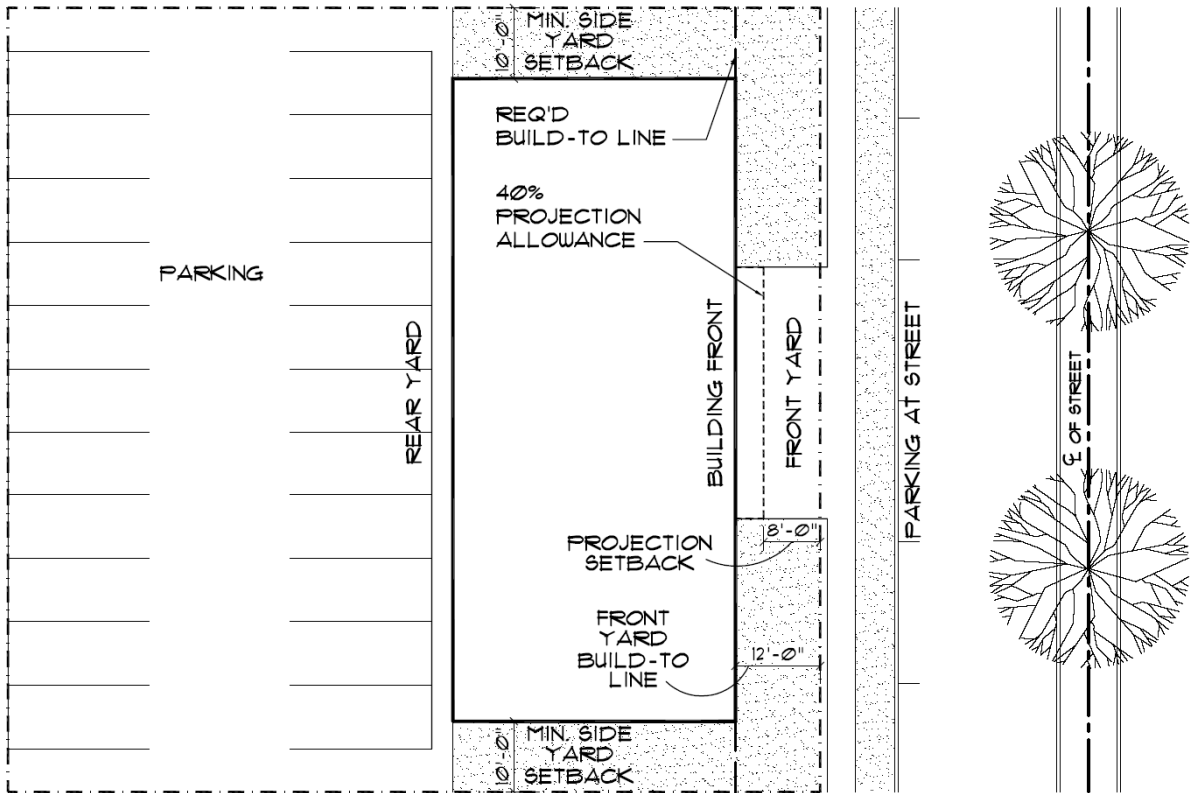 10'-0"
MIN. SIDE
YARD
SETBACK
REQ'D
BUILD-TO LINE
40%
PROJECTION
ALLOWANCE
PARKING
REAR YARD
BUILDING FRONT
FRONT YARD
PARKING AT STREET
℄ OF STREET
8'-0"
PROJECTION
SETBACK
FRONT
YARD
BUILD-TO
LINE
12'-0"
10'-0"
MIN. SIDE
YARD
SETBACK